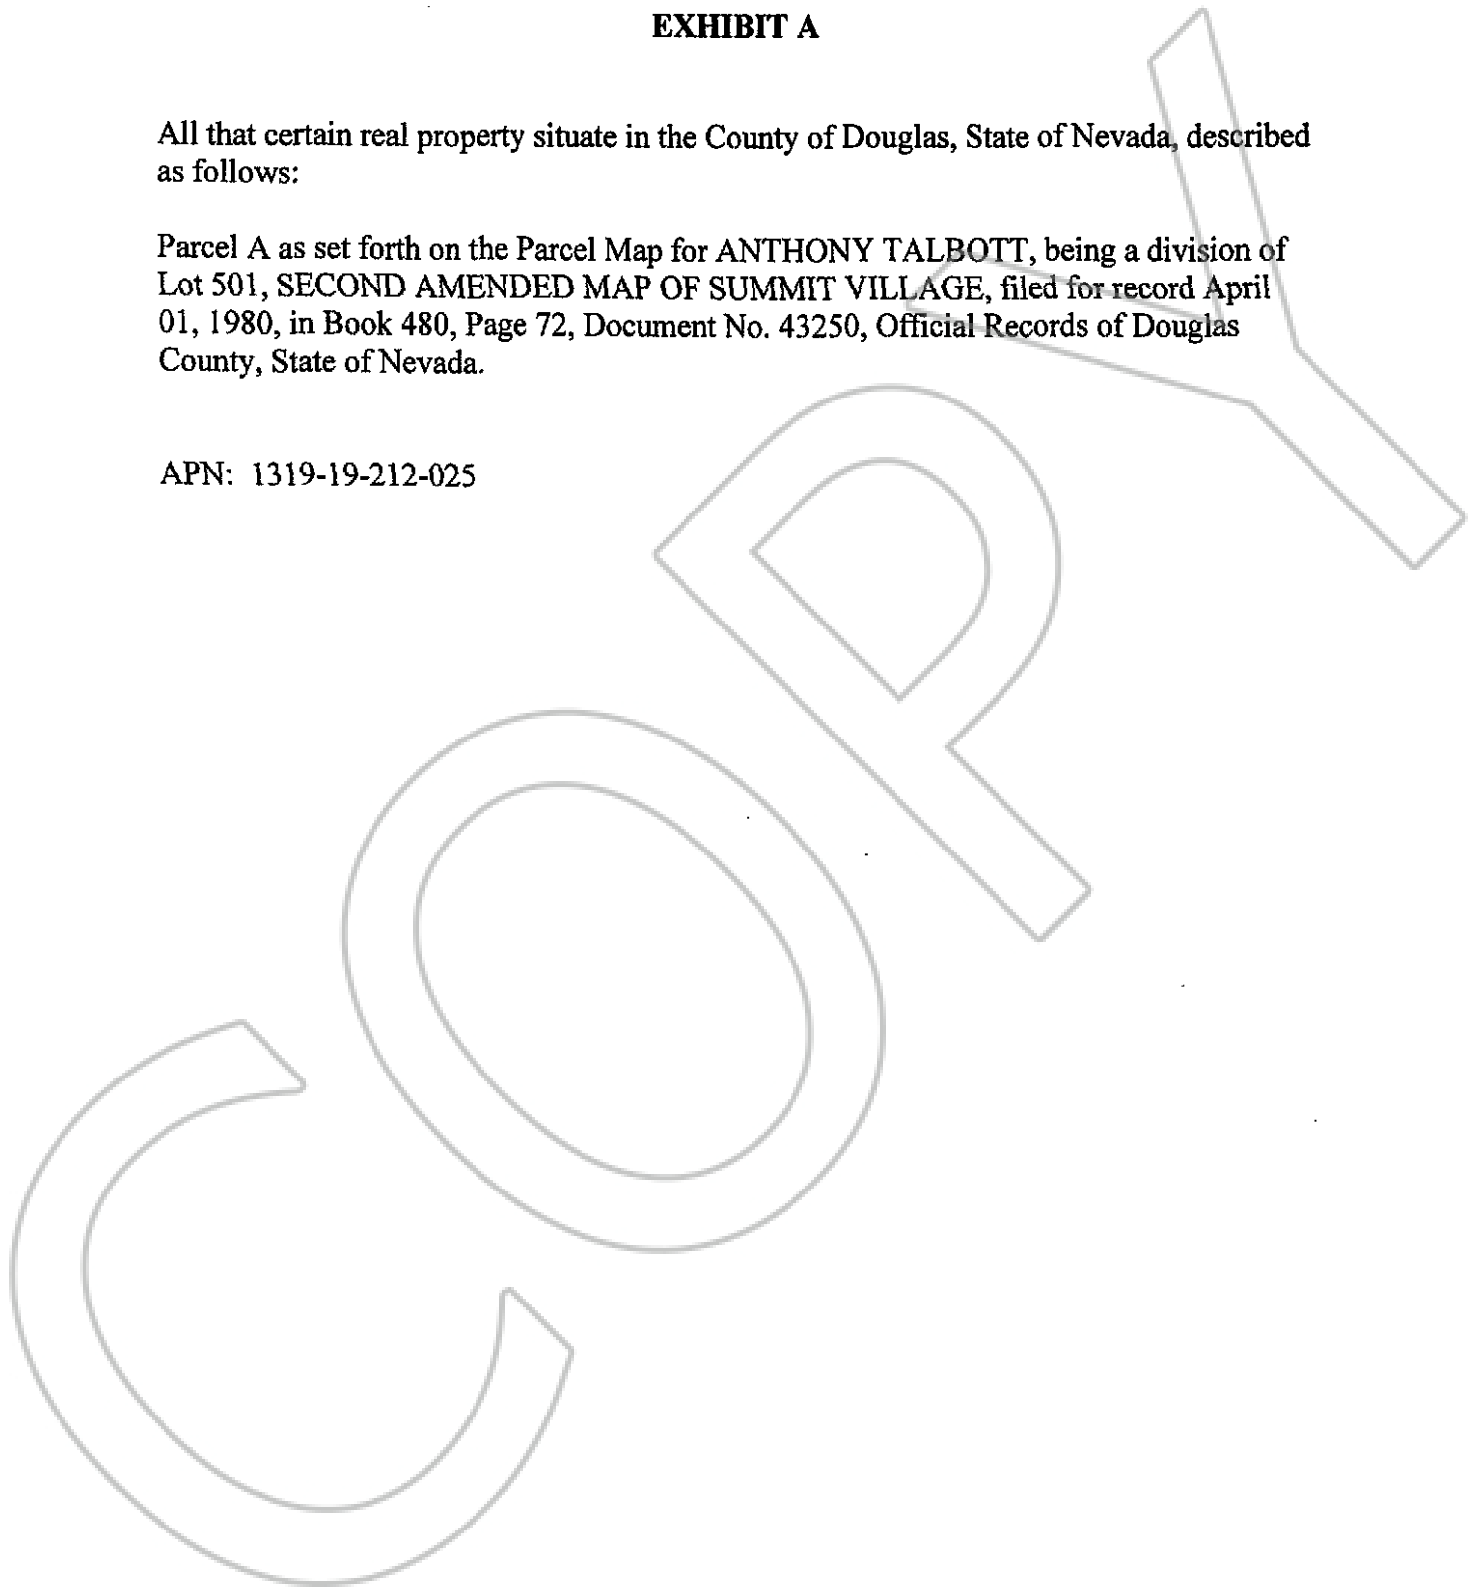 EXHIBIT A
All that certain real property situate in the County of Douglas, State of Nevada, described
as follows:
Parcel A as set forth on the Parcel Map for ANTHONY TALBOTT, being a division of
Lot 501, SECOND AMENDED MAP OF SUMMIT VILLAGE, filed for record April
01, 1980, in Book 480, Page 72, Document No. 43250, Official Records of Douglas
County, State of Nevada.
APN: 1319-19-212-025
COPY